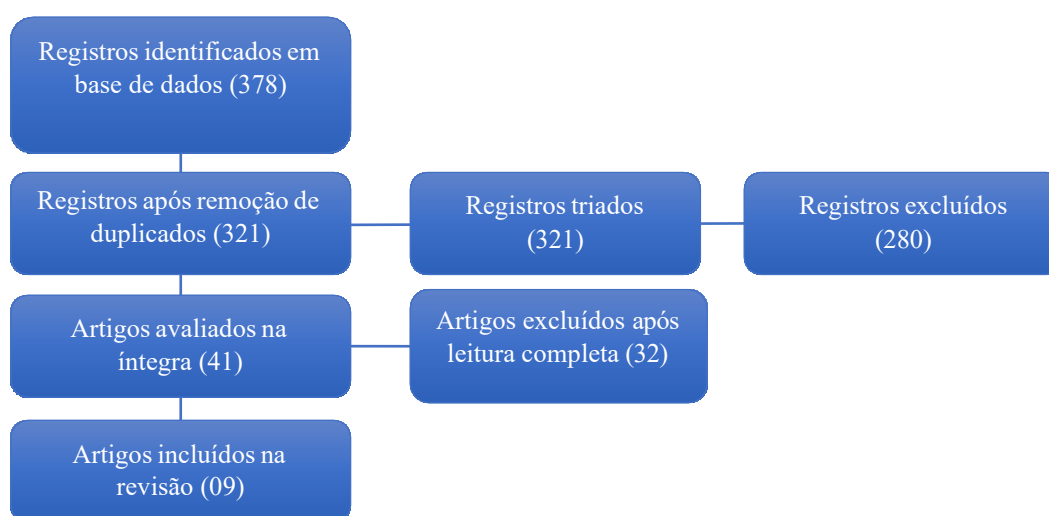 Registros identificados em
base de dados (378)
Registros após remoção de
duplicados (321)
Registros triados
(321)
Registros excluídos
(280)
Artigos avaliados na
íntegra (41)
Artigos excluídos após
leitura completa (32)
Artigos incluídos na
revisão (09)